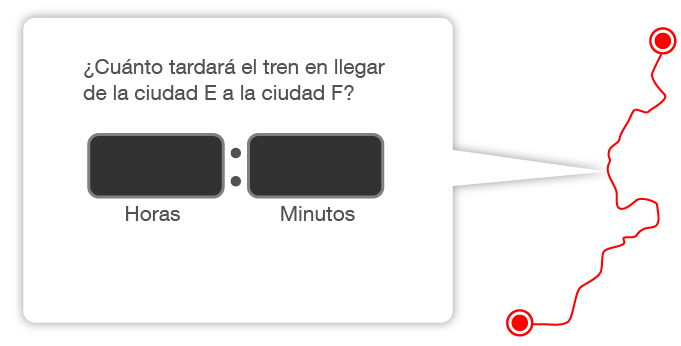 ¿Cuánto tardará el tren en llegar
de la ciudad E a la ciudad F?
Horas
Minutos